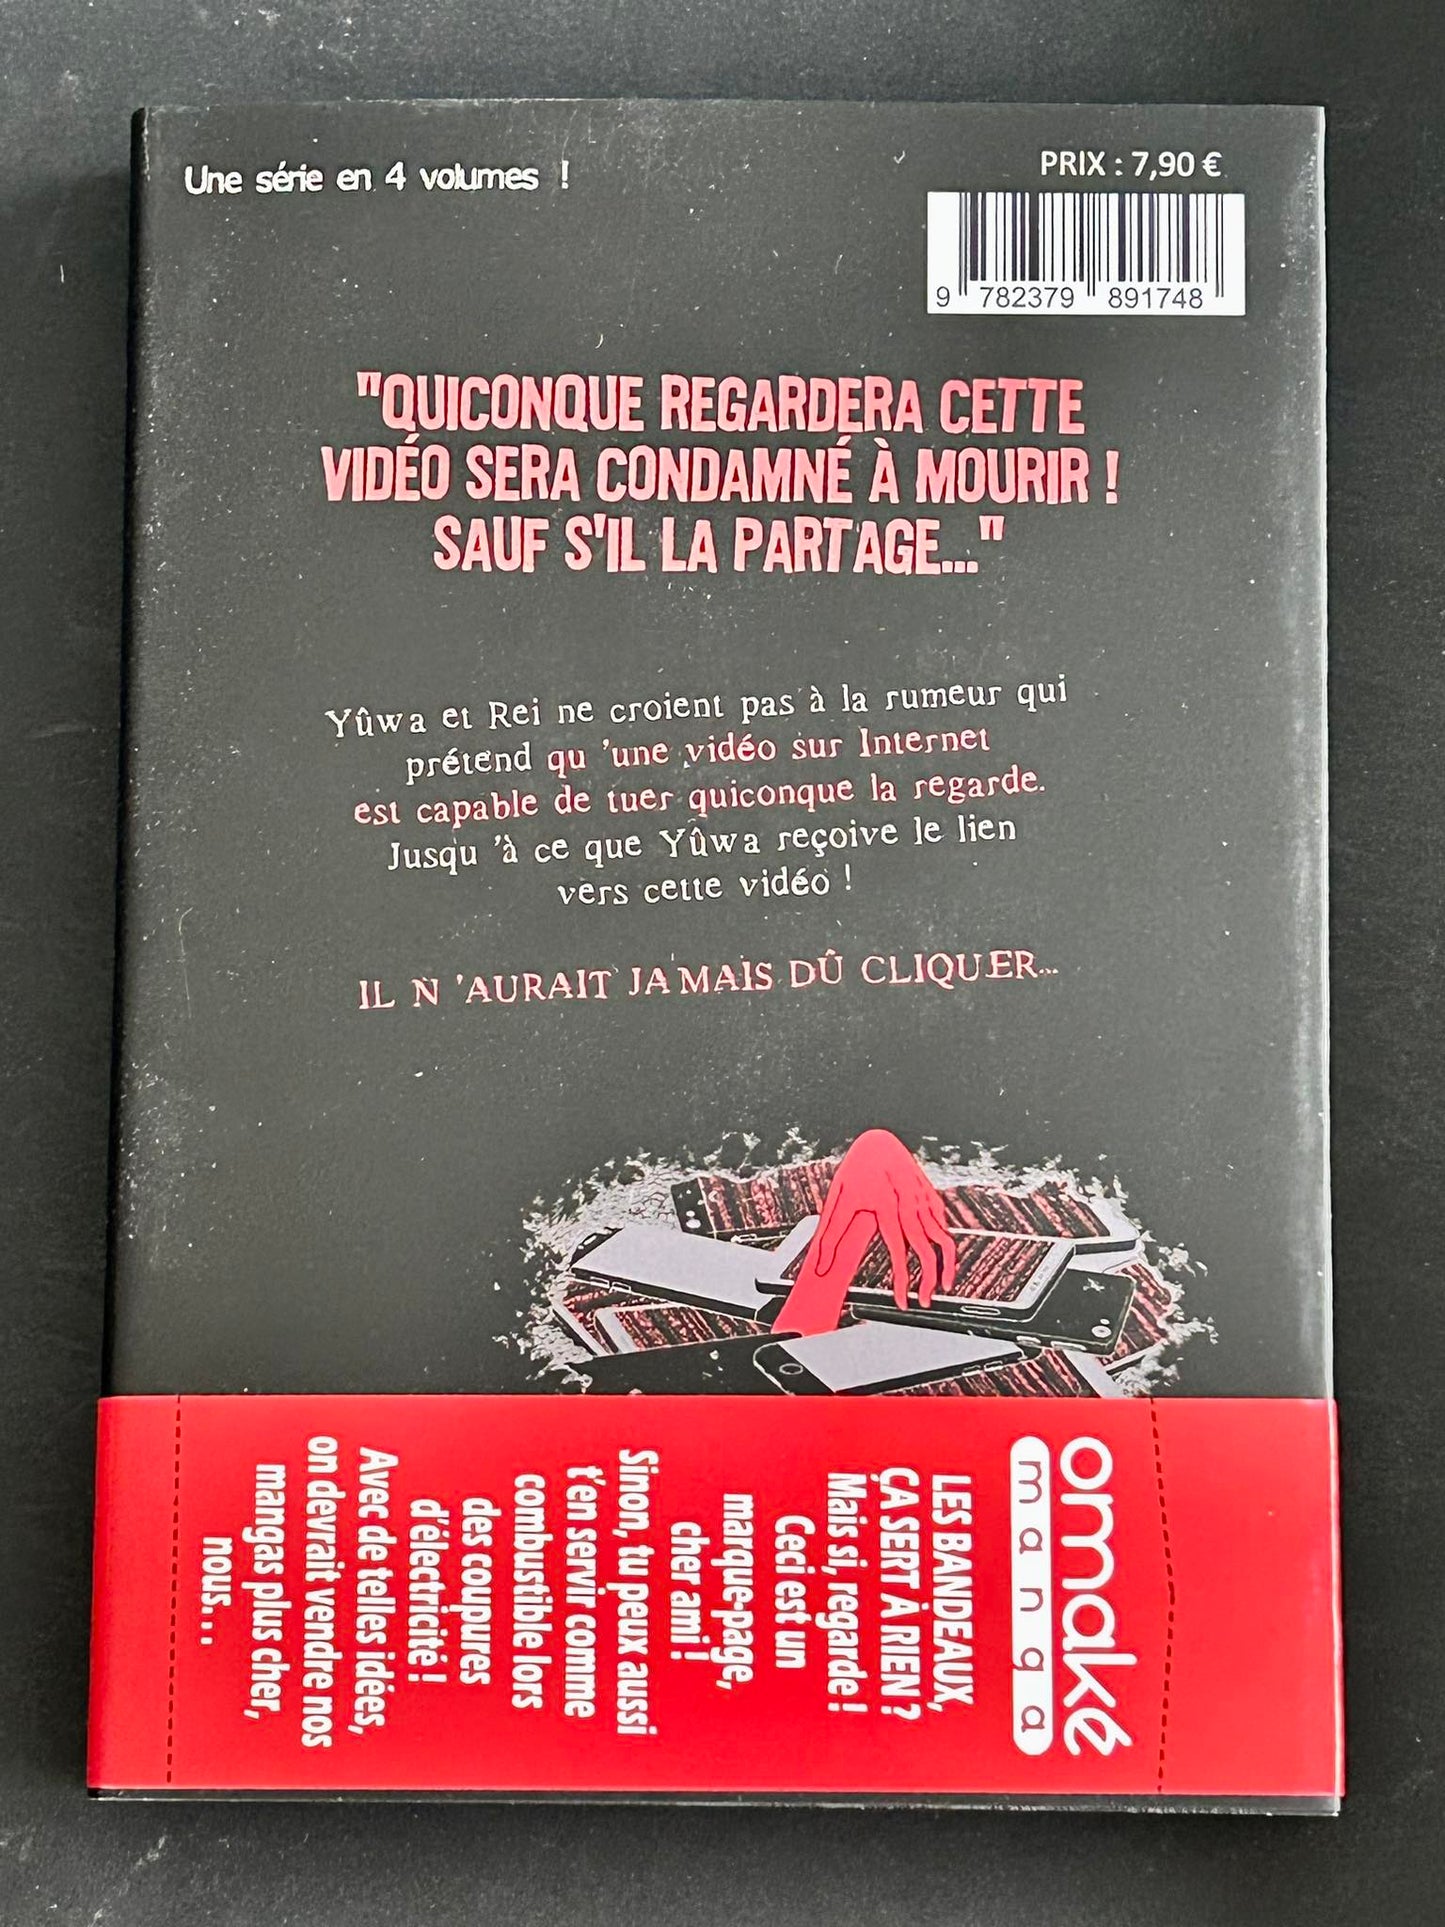 Une série en 4 volumes !
PRIX : 7,90 €
9 782379 891748
"QUICONQUE REGARDERA CETTE
VIDÉO SERA CONDAMNÉ À MOURIR !
SAUF S'IL LA PARTAGE..."
Yûwa et Rei ne croient pas à la rumeur qui
prétend qu 'une vidéo sur Internet
est capable de tuer quiconque la regarde.
Jusqu 'à ce que Yûwa reçoive le lien
vers cette vidéo !
IL N 'AURAIT JAMAIS DÛ CLIQUER...
omaké
manga
LES BANDEAUX,
ÇA SERT À RIEN ?
Mais si, regarde !
Ceci est un
marque-page,
cher ami !
Sinon, tu peux aussi
t'en servir comme
combustible lors
des coupures
d'électricité !
Avec de telles idées,
on devrait vendre nos
mangas plus cher,
nous...